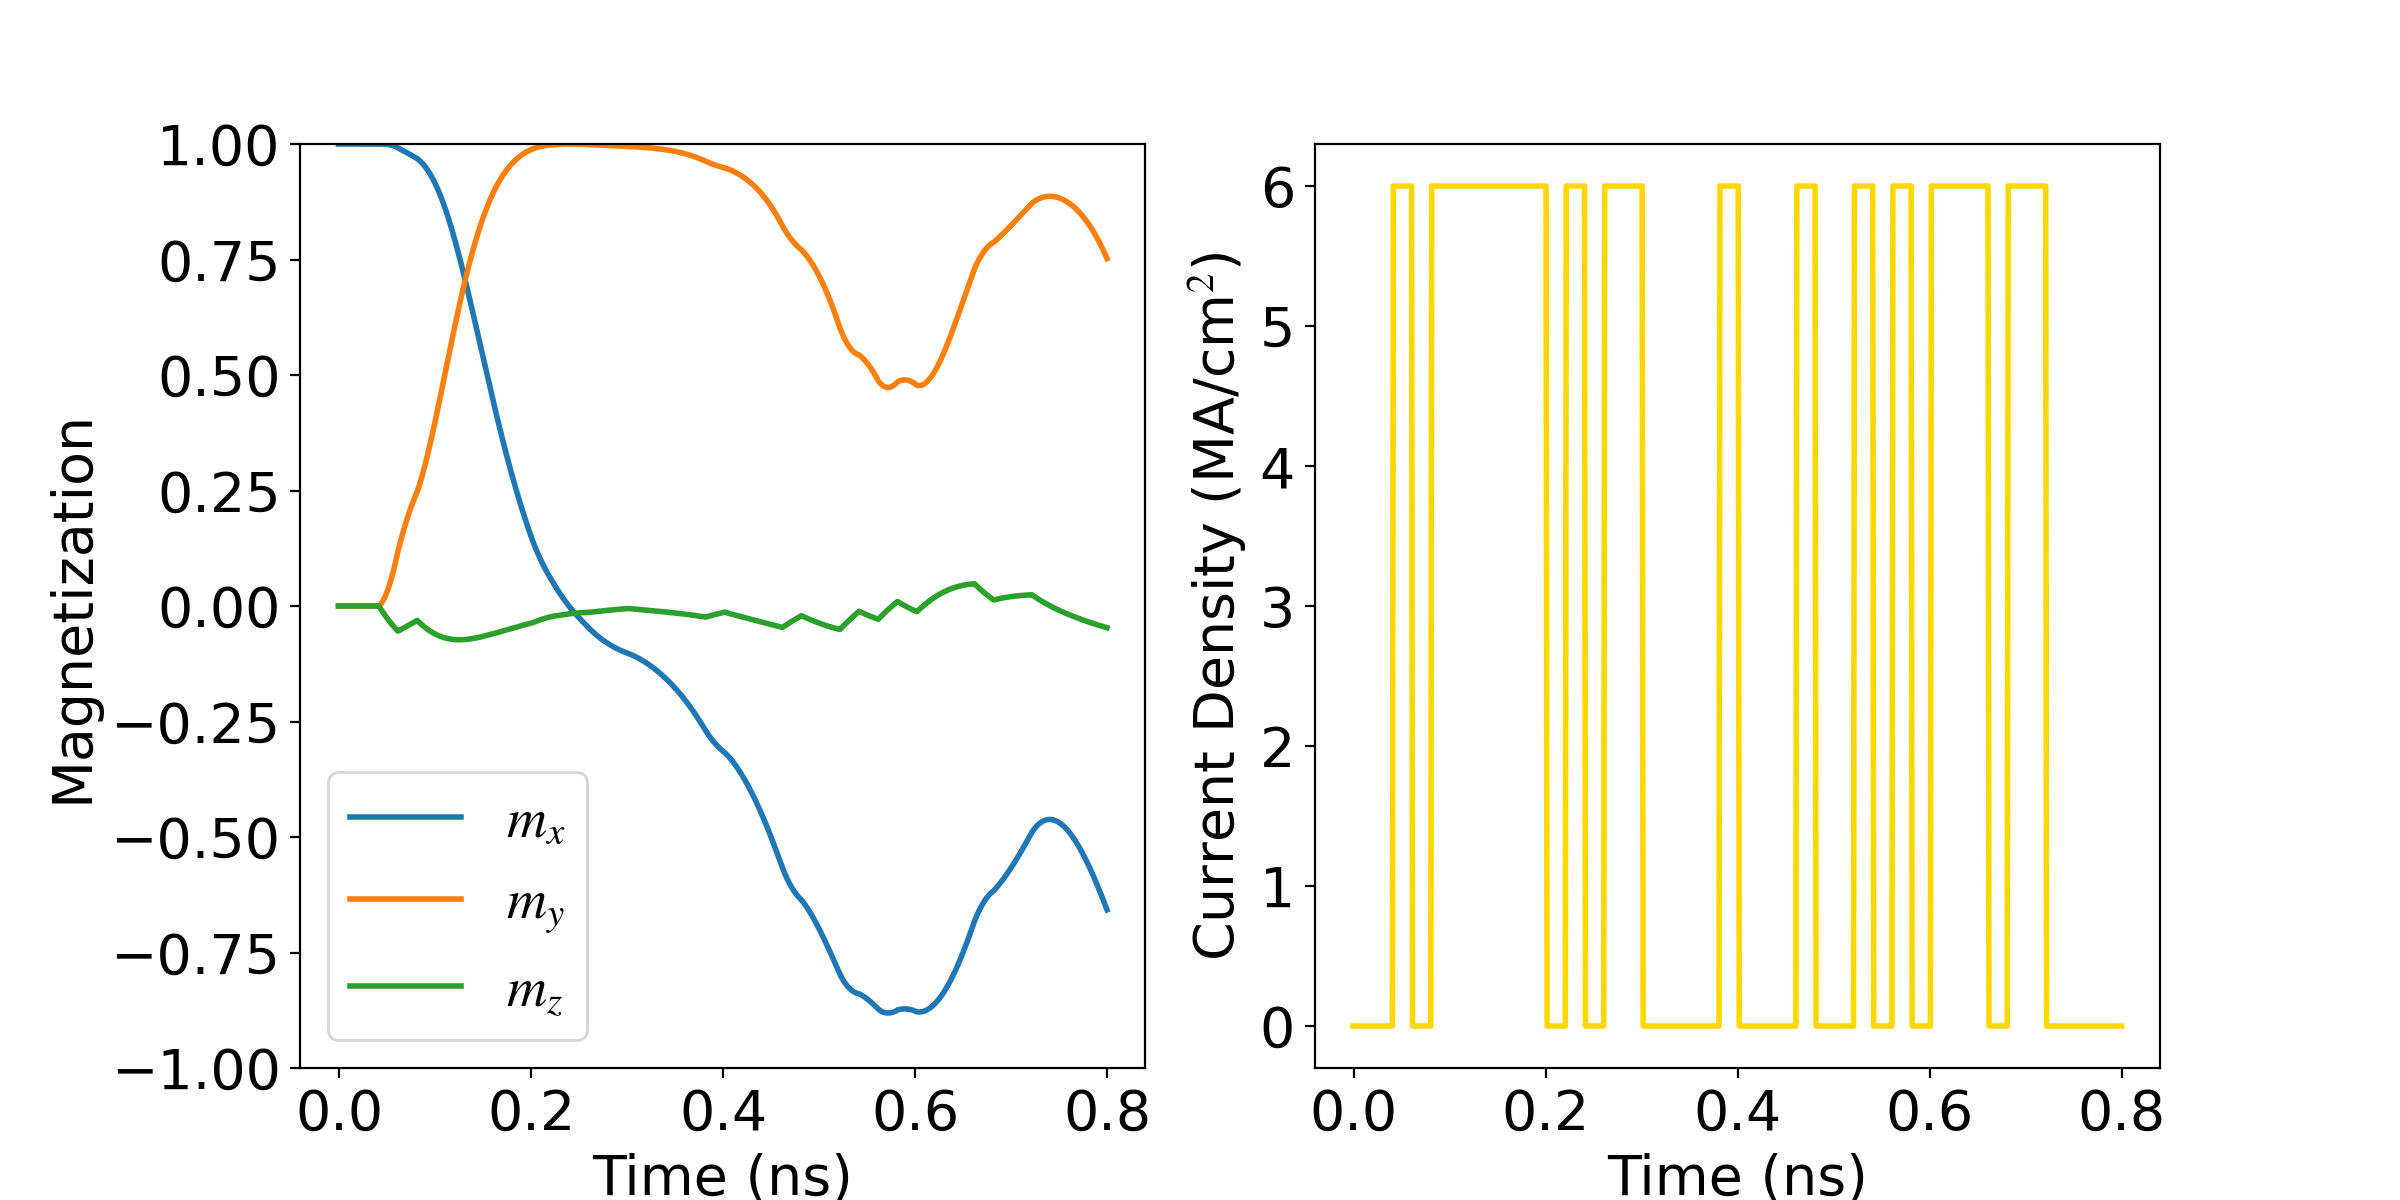 Magnetization
1.00
0.75
0.50
0.25
0.00
−0.25
−0.50
−0.75
−1.00
m_x
m_y
m_z
0.0 0.2 0.4 0.6 0.8
Time (ns)
Current Density (MA/cm²)
6
5
4
3
2
1
0
0.0 0.2 0.4 0.6 0.8
Time (ns)